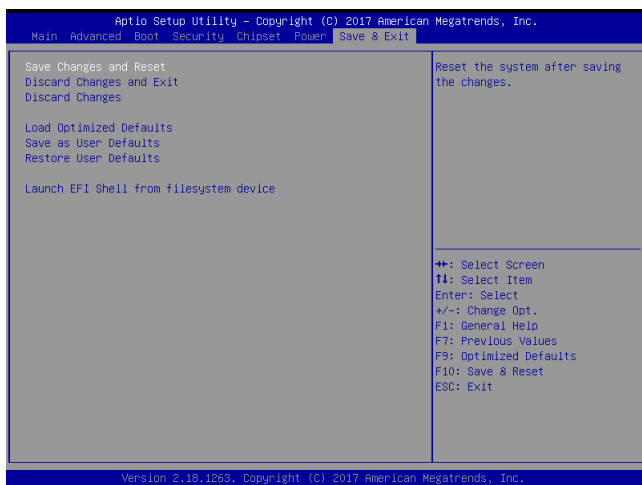 Aptio Setup Utility – Copyright (C) 2017 American Megatrends, Inc.
Main Advanced Boot Security Chipset Power Save & Exit
Save Changes and Reset
Discard Changes and Exit
Discard Changes
Load Optimized Defaults
Save as User Defaults
Restore User Defaults
Launch EFI Shell from filesystem device
Reset the system after saving
the changes.
→←: Select Screen
↑↓: Select Item
Enter: Select
+/-: Change Opt.
F1: General Help
F7: Previous Values
F9: Optimized Defaults
F10: Save & Reset
ESC: Exit
Version 2.18.1263. Copyright (C) 2017 American Megatrends, Inc.